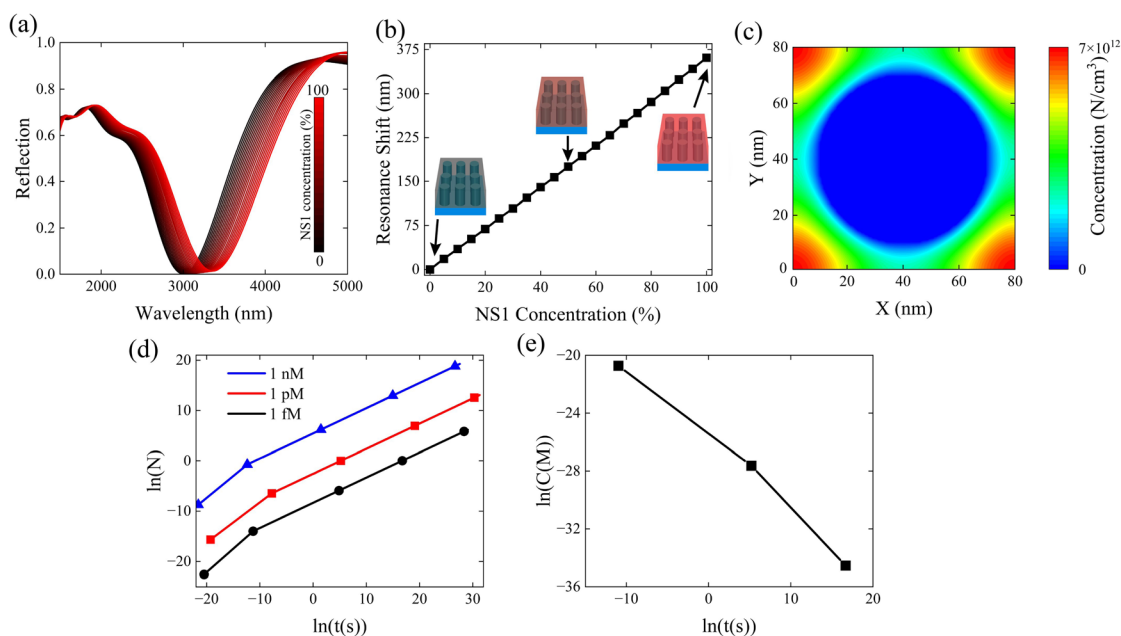 (a)
1.0
0.8
0.6
0.4
0.2
0.0
Reflection
2000 3000 4000 5000
Wavelength (nm)
100
NS1 concentration (%)
0
(b)
375
300
225
150
75
0
Resonance Shift (nm)
0 20 40 60 80 100
NS1 Concentration (%)
(c)
80
60
40
20
0
Y (nm)
0 20 40 60 80
X (nm)
7×10¹²
0
Concentration (N/cm³)
(d)
20
10
0
−10
−20
ln(N)
1 nM
1 pM
1 fM
−20 −10 0 10 20 30
ln(t(s))
(e)
−20
−24
−28
−32
−36
ln(C(M))
−10 0 10 20
ln(t(s))